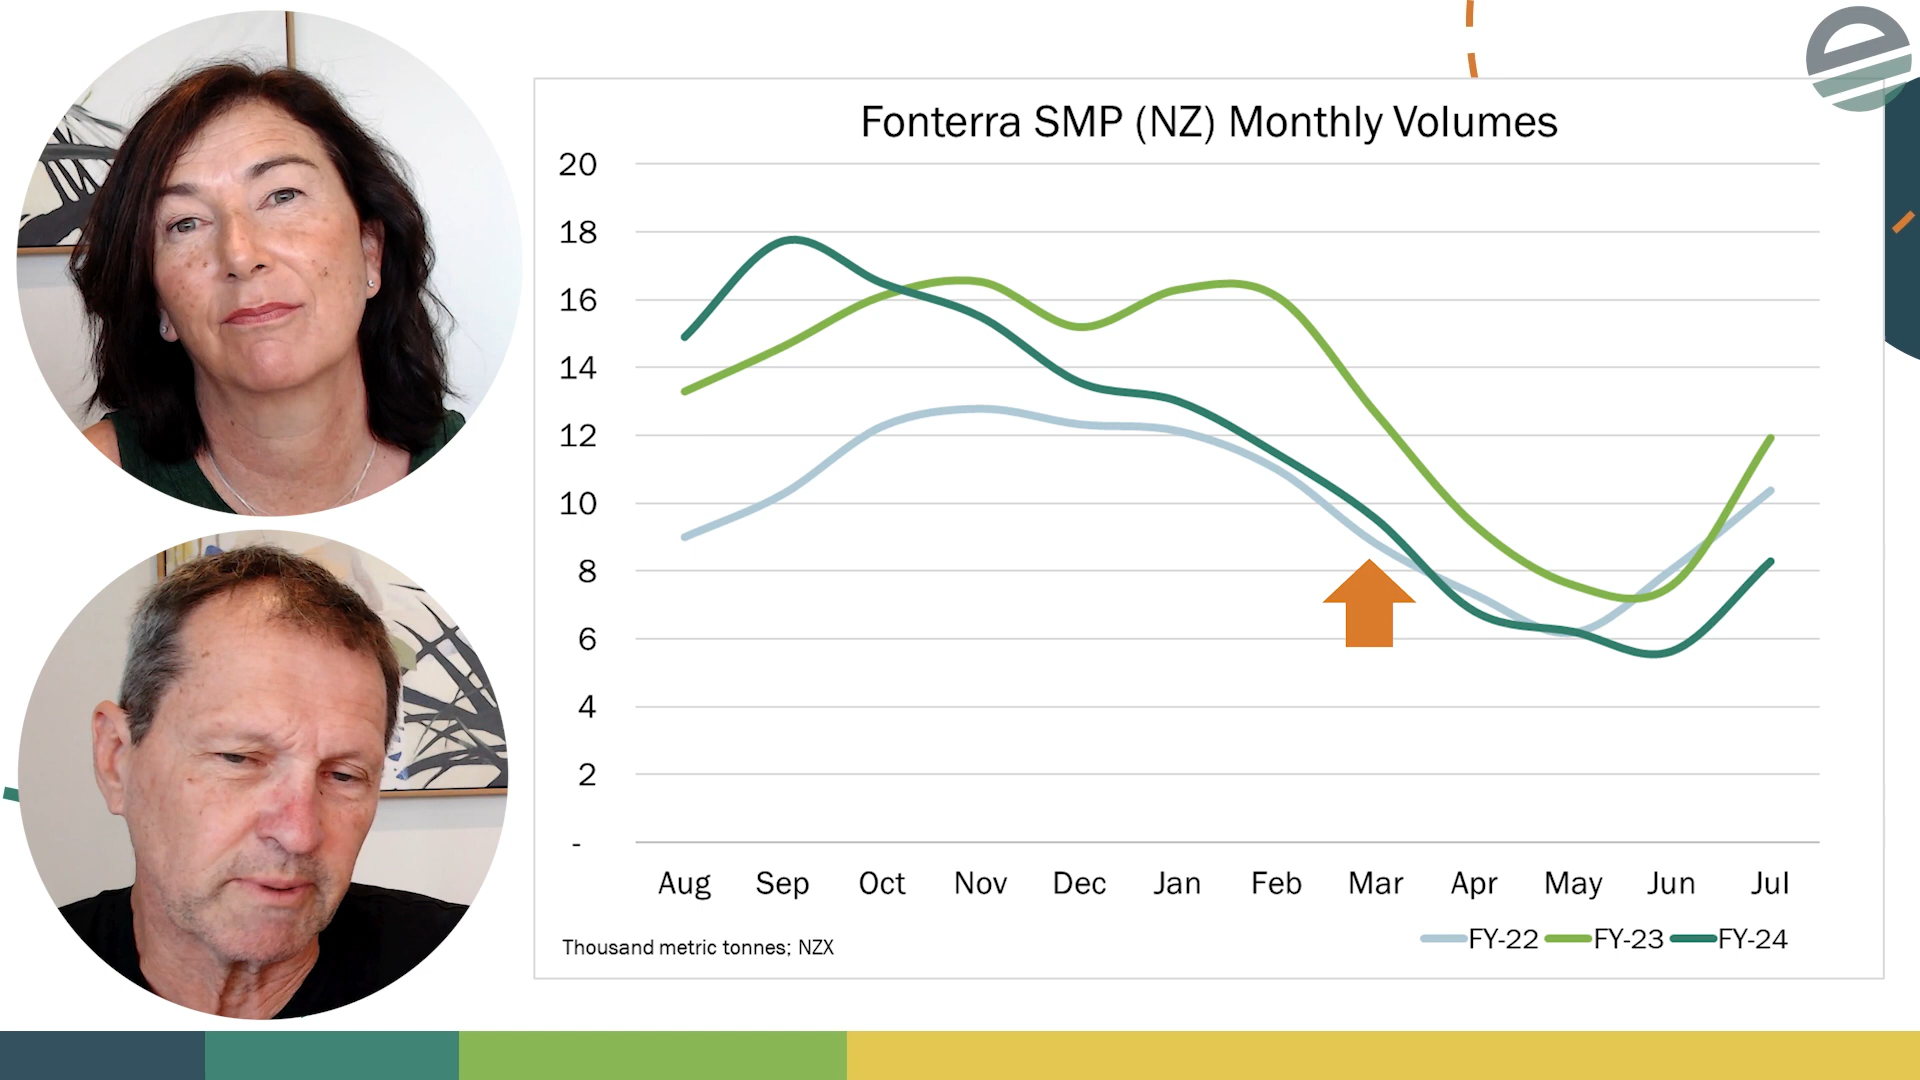 Fonterra SMP (NZ) Monthly Volumes
20
18
16
14
12
10
8
6
4
2
-
Aug Sep Oct Nov Dec Jan Feb Mar Apr May Jun Jul
FY-22 FY-23 FY-24
Thousand metric tonnes; NZX